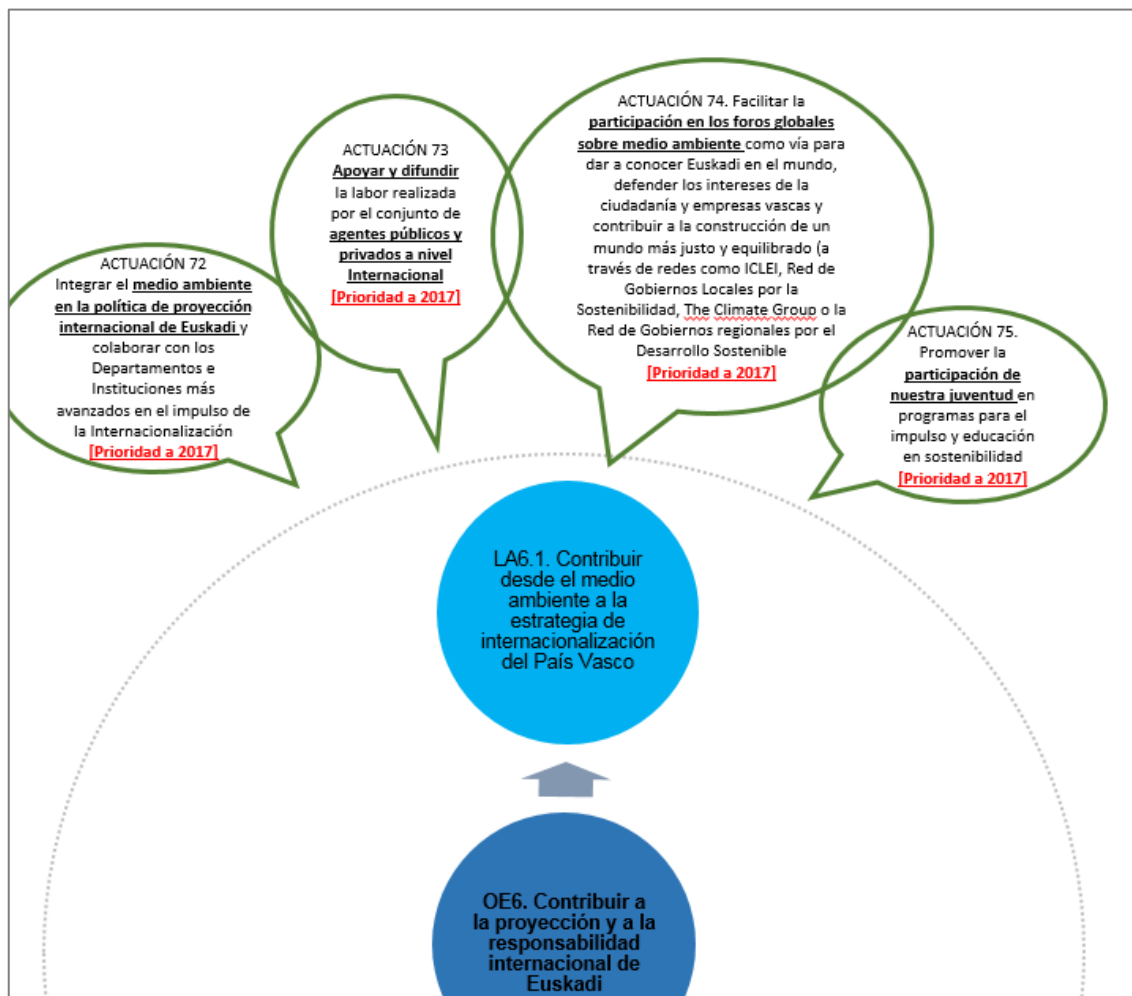 ACTUACIÓN 72
Integrar el medio ambiente
en la política de proyección
internacional de Euskadi y
colaborar con los
Departamentos e
Instituciones más
avanzados en el impulso de
la Internacionalización
[Prioridad a 2017]
ACTUACIÓN 73
Apoyar y difundir
la labor realizada
por el conjunto de
agentes públicos y
privados a nivel
Internacional
[Prioridad a 2017]
ACTUACIÓN 74. Facilitar la
participación en los foros globales
sobre medio ambiente como vía para
dar a conocer Euskadi en el mundo,
defender los intereses de la
ciudadanía y empresas vascas y
contribuir a la construcción de un
mundo más justo y equilibrado (a
través de redes como ICLEI, Red de
Gobiernos Locales por la
Sostenibilidad, The Climate Group o la
Red de Gobiernos regionales por el
Desarrollo Sostenible
[Prioridad a 2017]
ACTUACIÓN 75.
Promover la
participación de
nuestra juventud en
programas para el
impulso y educación
en sostenibilidad
[Prioridad a 2017]
LA6.1. Contribuir
desde el medio
ambiente a la
estrategia de
internacionalización
del País Vasco
OE6. Contribuir a
la proyección y a la
responsabilidad
internacional de
Euskadi